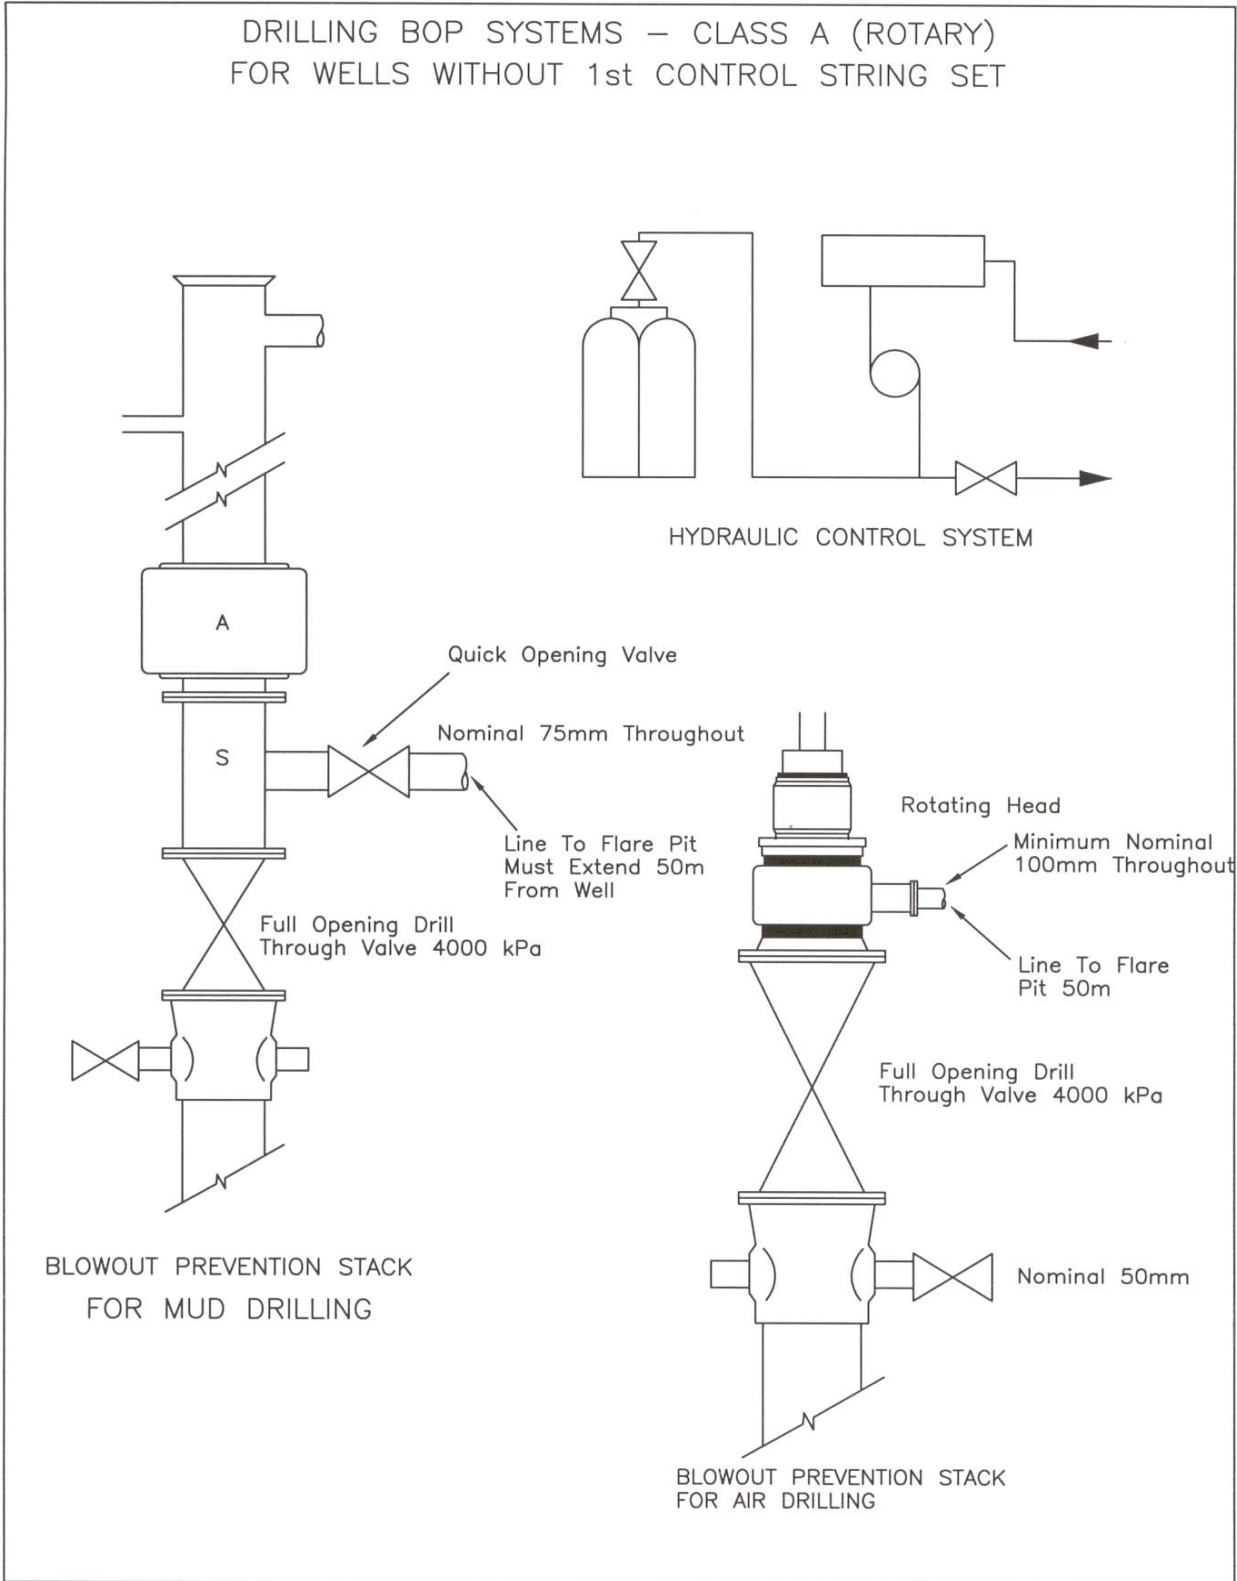 DRILLING BOP SYSTEMS – CLASS A (ROTARY)
FOR WELLS WITHOUT 1st CONTROL STRING SET
HYDRAULIC CONTROL SYSTEM
A
Quick Opening Valve
Nominal 75mm Throughout
S
Line To Flare Pit
Must Extend 50m
From Well
Full Opening Drill
Through Valve 4000 kPa
BLOWOUT PREVENTION STACK
FOR MUD DRILLING
Rotating Head
Minimum Nominal
100mm Throughout
Line To Flare
Pit 50m
Full Opening Drill
Through Valve 4000 kPa
Nominal 50mm
BLOWOUT PREVENTION STACK
FOR AIR DRILLING